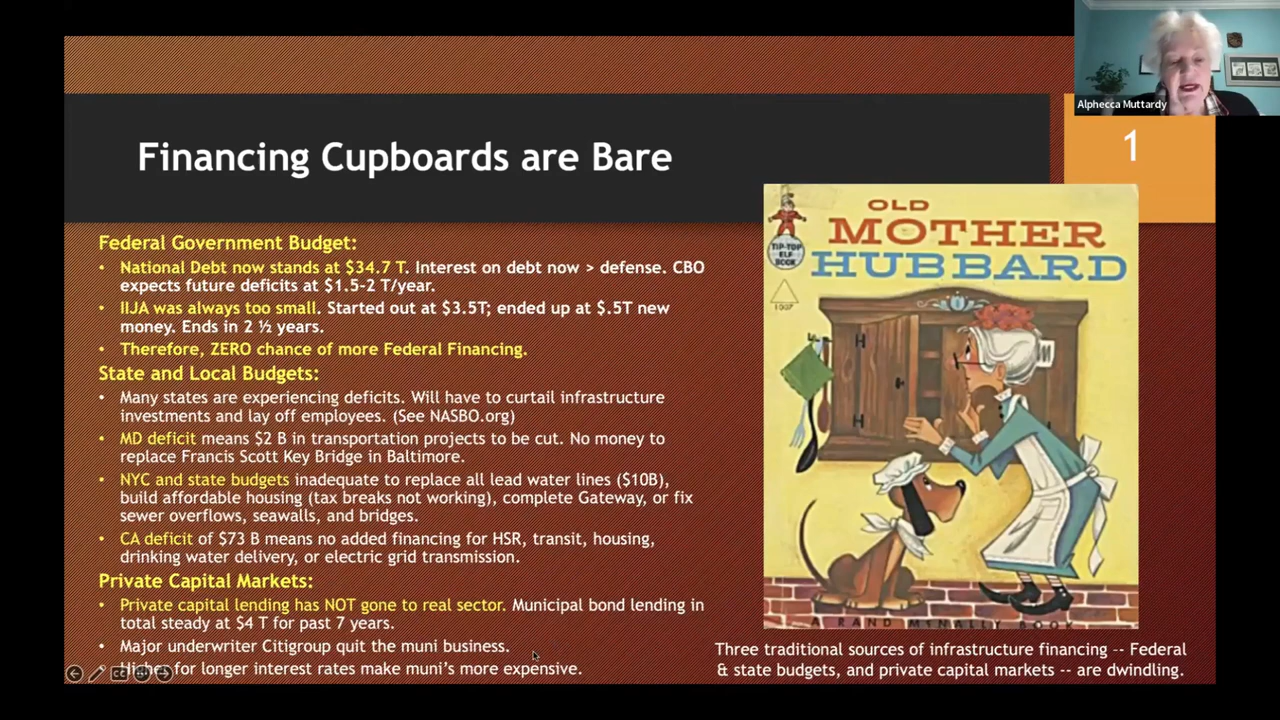 Alphecca Muttardy
1
Financing Cupboards are Bare
Federal Government Budget:
• National Debt now stands at $34.7 T. Interest on debt now > defense. CBO
expects future deficits at $1.5-2 T/year.
• IIJA was always too small. Started out at $3.5T; ended up at $.5T new
money. Ends in 2 ½ years.
• Therefore, ZERO chance of more Federal Financing.
State and Local Budgets:
• Many states are experiencing deficits. Will have to curtail infrastructure
investments and lay off employees. (See NASBO.org)
• MD deficit means $2 B in transportation projects to be cut. No money to
replace Francis Scott Key Bridge in Baltimore.
• NYC and state budgets inadequate to replace all lead water lines ($10B),
build affordable housing (tax breaks not working), complete Gateway, or fix
sewer overflows, seawalls, and bridges.
• CA deficit of $73 B means no added financing for HSR, transit, housing,
drinking water delivery, or electric grid transmission.
Private Capital Markets:
• Private capital lending has NOT gone to real sector. Municipal bond lending in
total steady at $4 T for past 7 years.
• Major underwriter Citigroup quit the muni business.
• Higher for longer interest rates make muni's more expensive.
OLD
MOTHER
HUBBARD
TIP-TOP
ELF
BOOK
1007
A RAND McNALLY BOOK
Three traditional sources of infrastructure financing -- Federal
& state budgets, and private capital markets -- are dwindling.